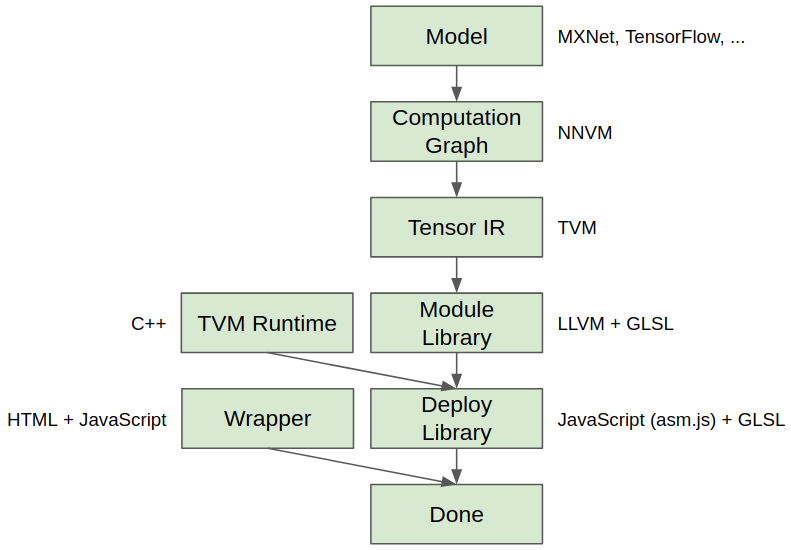 Model
MXNet, TensorFlow, ...
Computation
Graph
NNVM
Tensor IR
TVM
C++
TVM Runtime
Module
Library
LLVM + GLSL
HTML + JavaScript
Wrapper
Deploy
Library
JavaScript (asm.js) + GLSL
Done